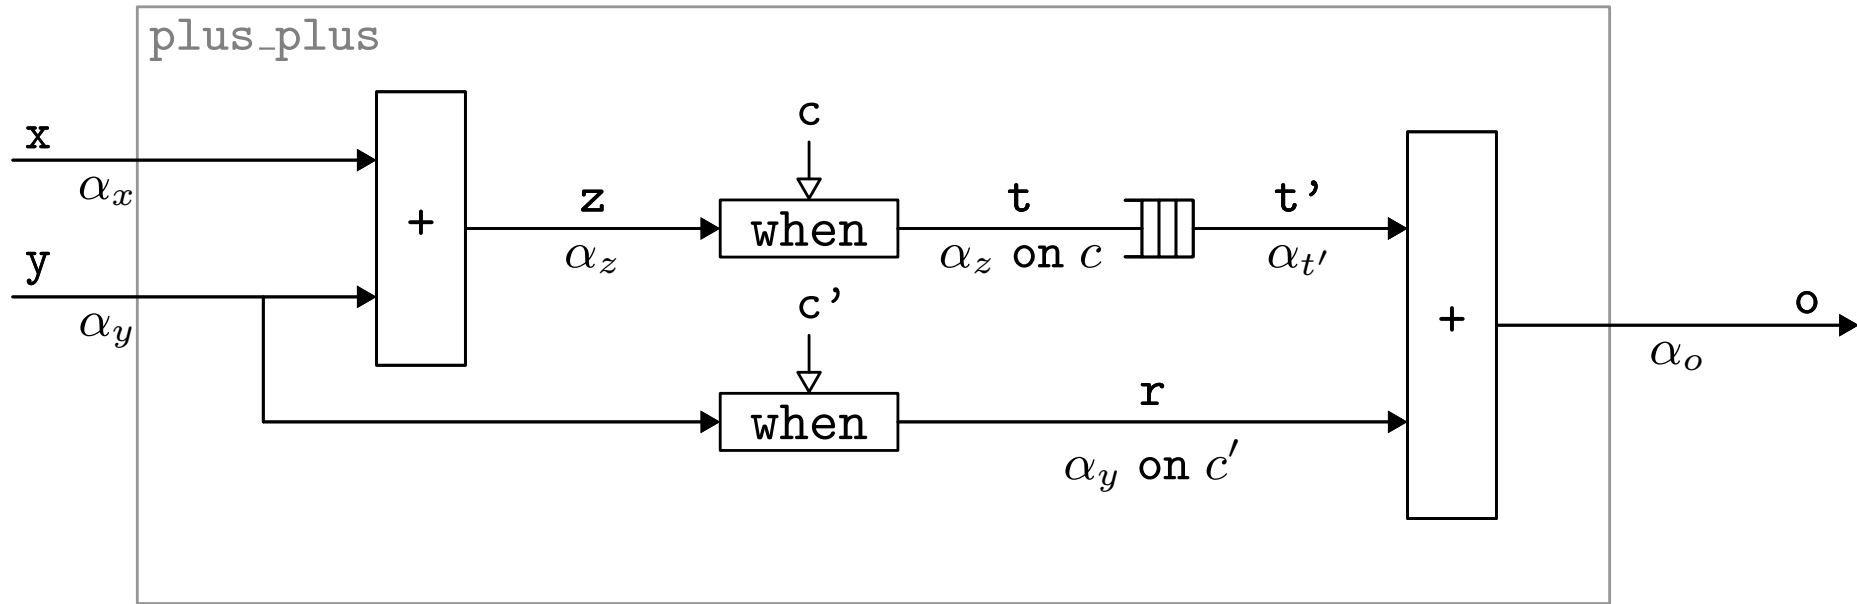 plus_plus
x
αx
y
αy
+
z
αz
c
when
t
αz on c
t'
αt'
c'
when
r
αy on c′
+
o
αo